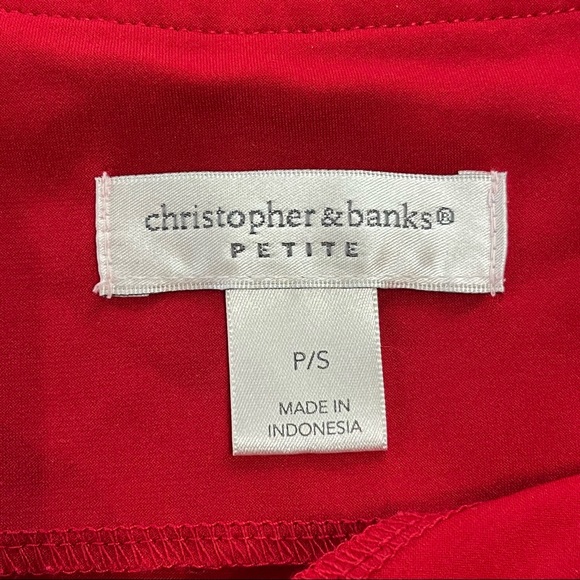 christopher & banks®
PETITE
P/S
MADE IN
INDONESIA